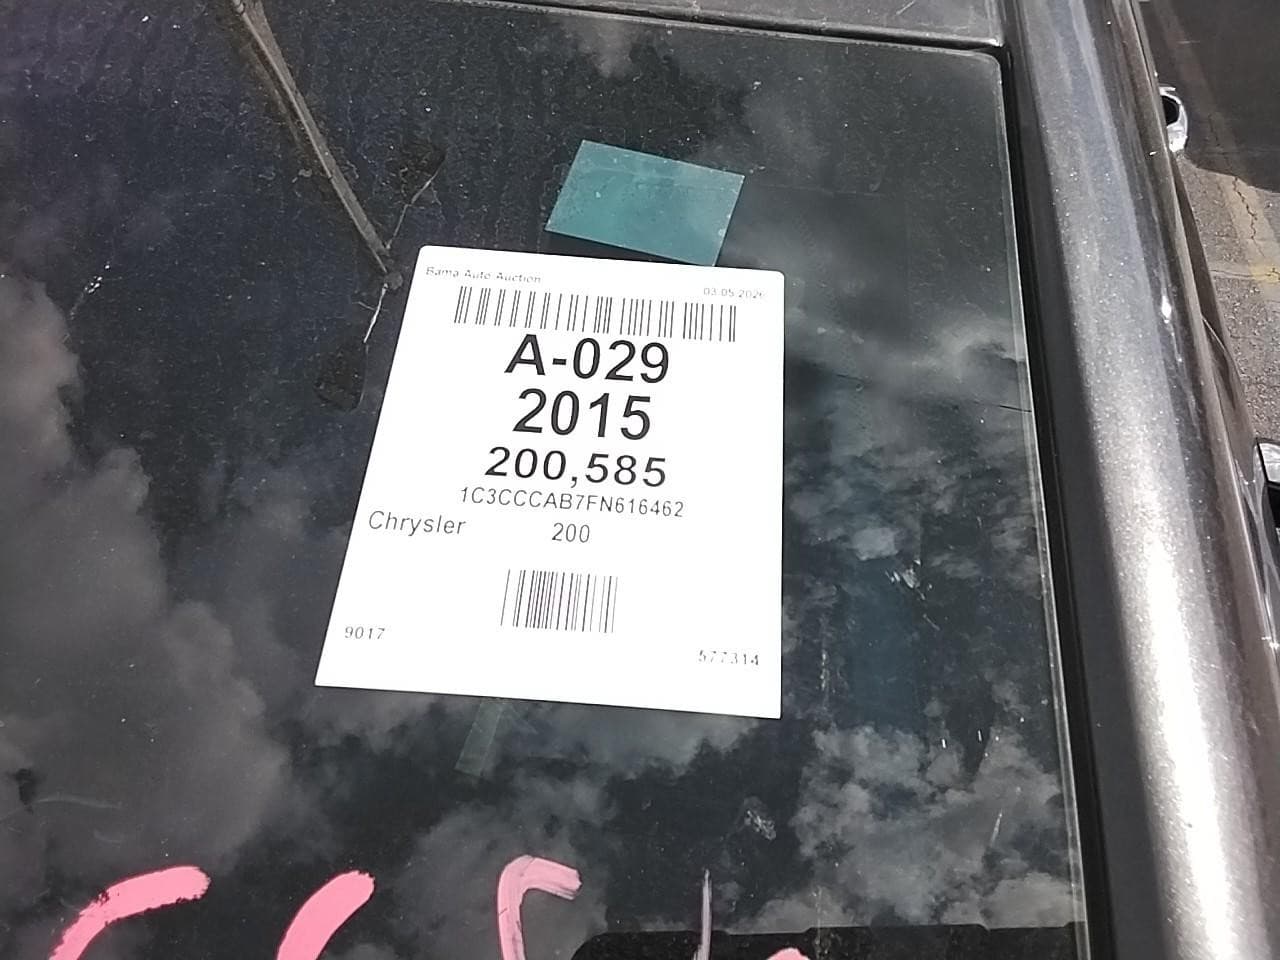 Bama Auto Auction
03.05.2026
A-029
2015
200,585
1C3CCCAB7FN616462
Chrysler 200
9017
577314